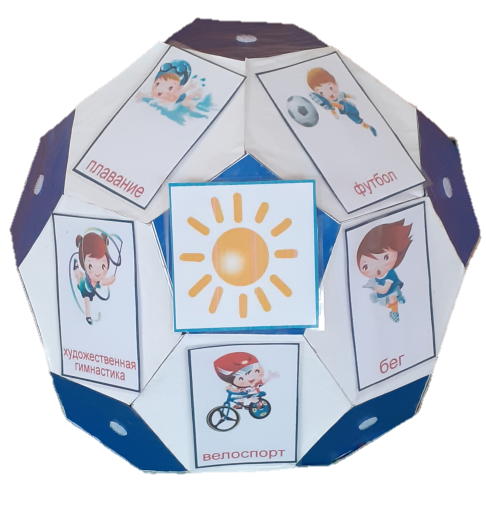 плавание
футбол
художественная
гимнастика
бег
велоспорт